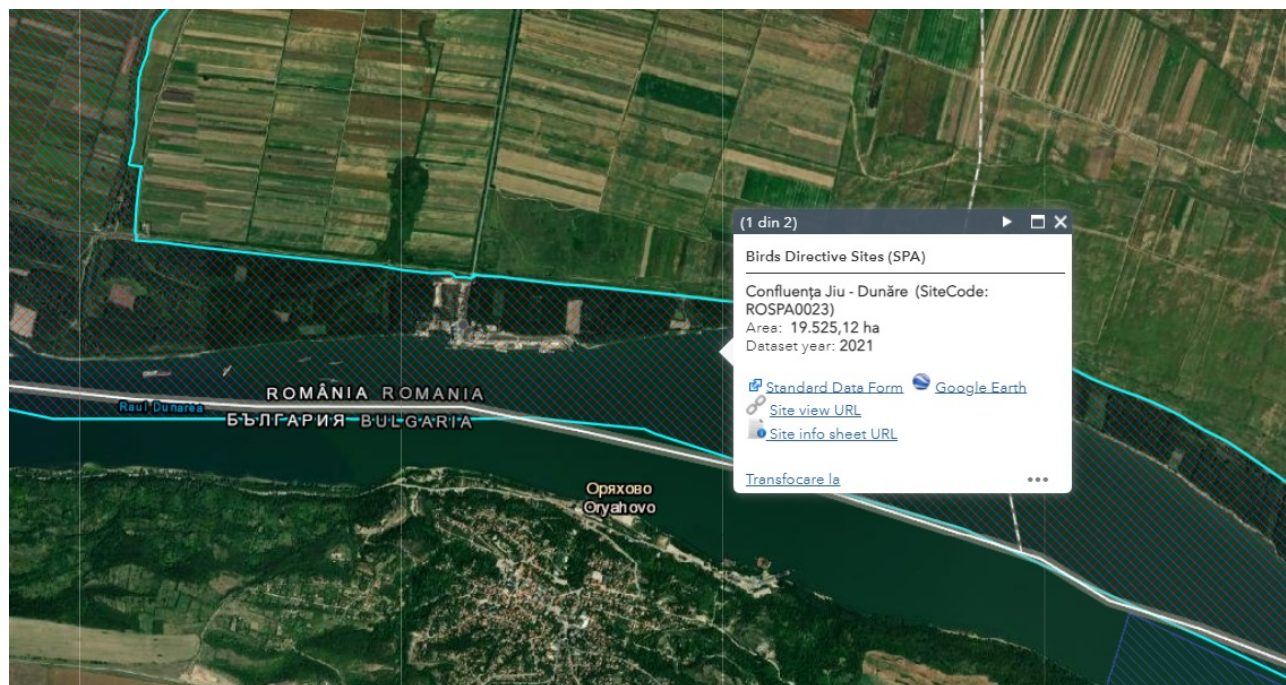 (1 din 2)
Birds Directive Sites (SPA)
Confluența Jiu - Dunăre (SiteCode:
ROSPA0023)
Area: 19.525,12 ha
Dataset year: 2021
Standard Data Form Google Earth
Site view URL
Site info sheet URL
Transfocare la
ROMÂNIA ROMANIA
Raul Dunarea
БЪЛГАРИЯ BULGARIA
Оряхово
Oryahovo